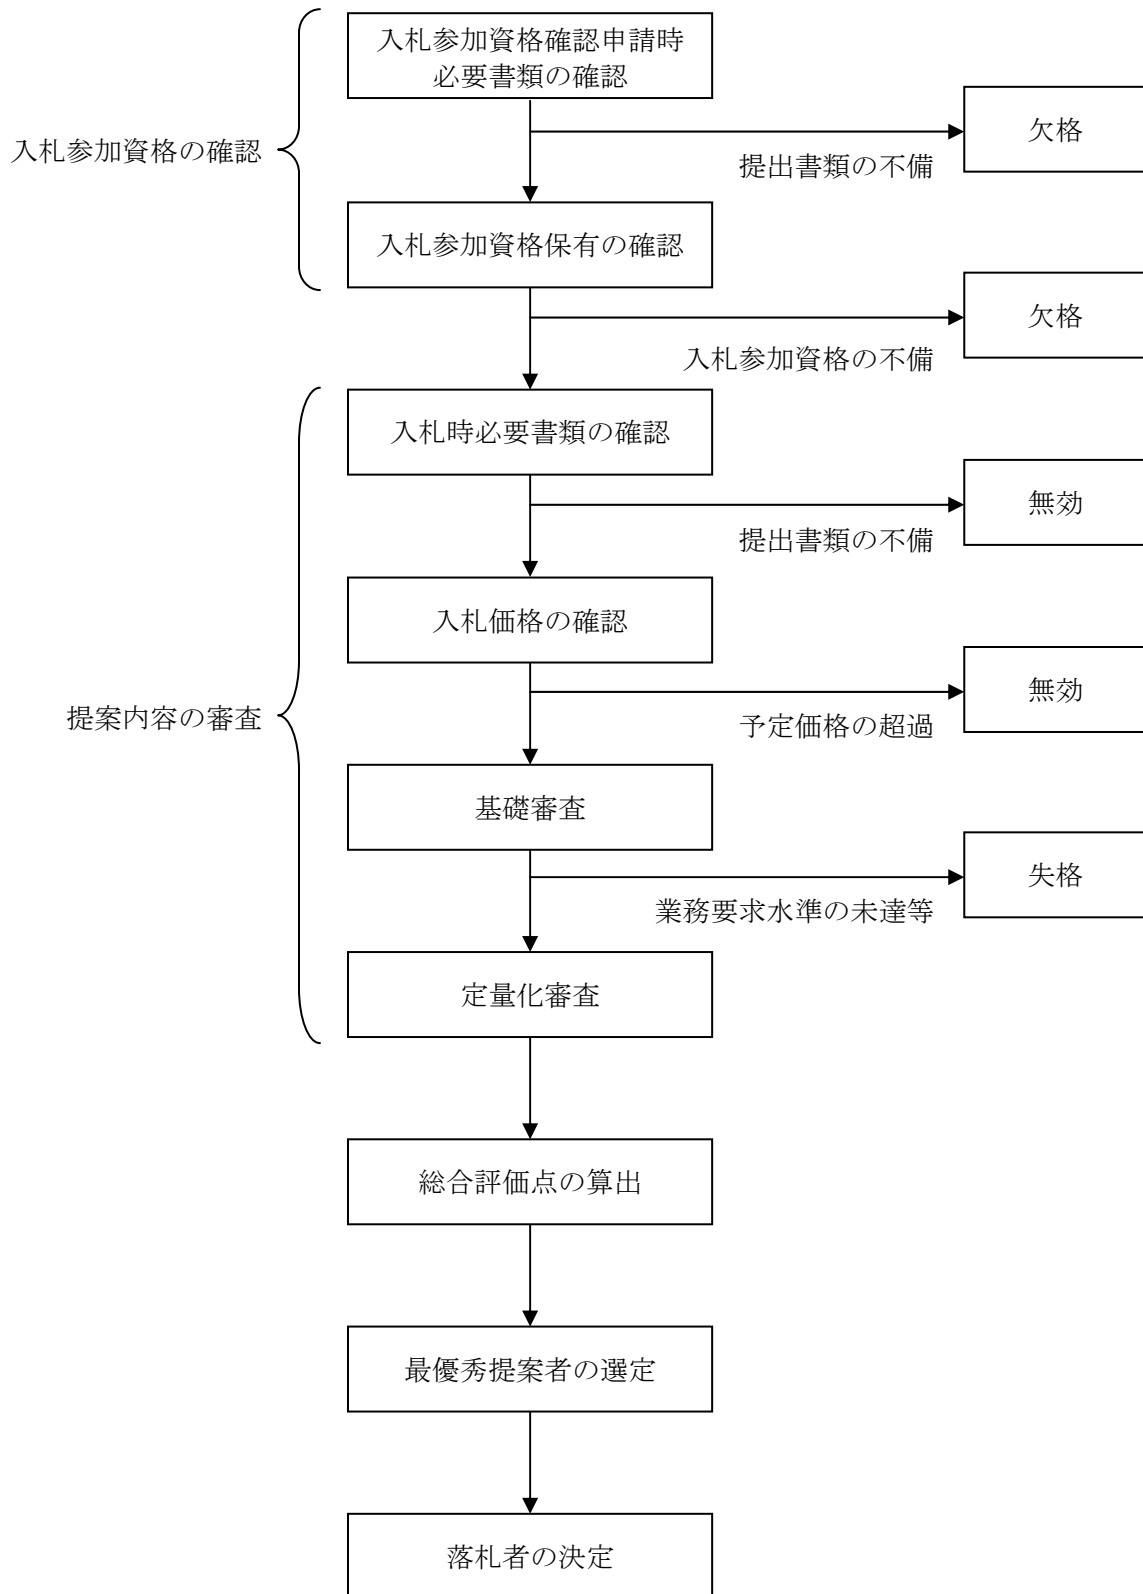 入札参加資格確認申請時
必要書類の確認
欠格
入札参加資格の確認
提出書類の不備
入札参加資格保有の確認
欠格
入札参加資格の不備
入札時必要書類の確認
無効
提出書類の不備
入札価格の確認
無効
提案内容の審査
予定価格の超過
基礎審査
失格
業務要求水準の未達等
定量化審査
総合評価点の算出
最優秀提案者の選定
落札者の決定